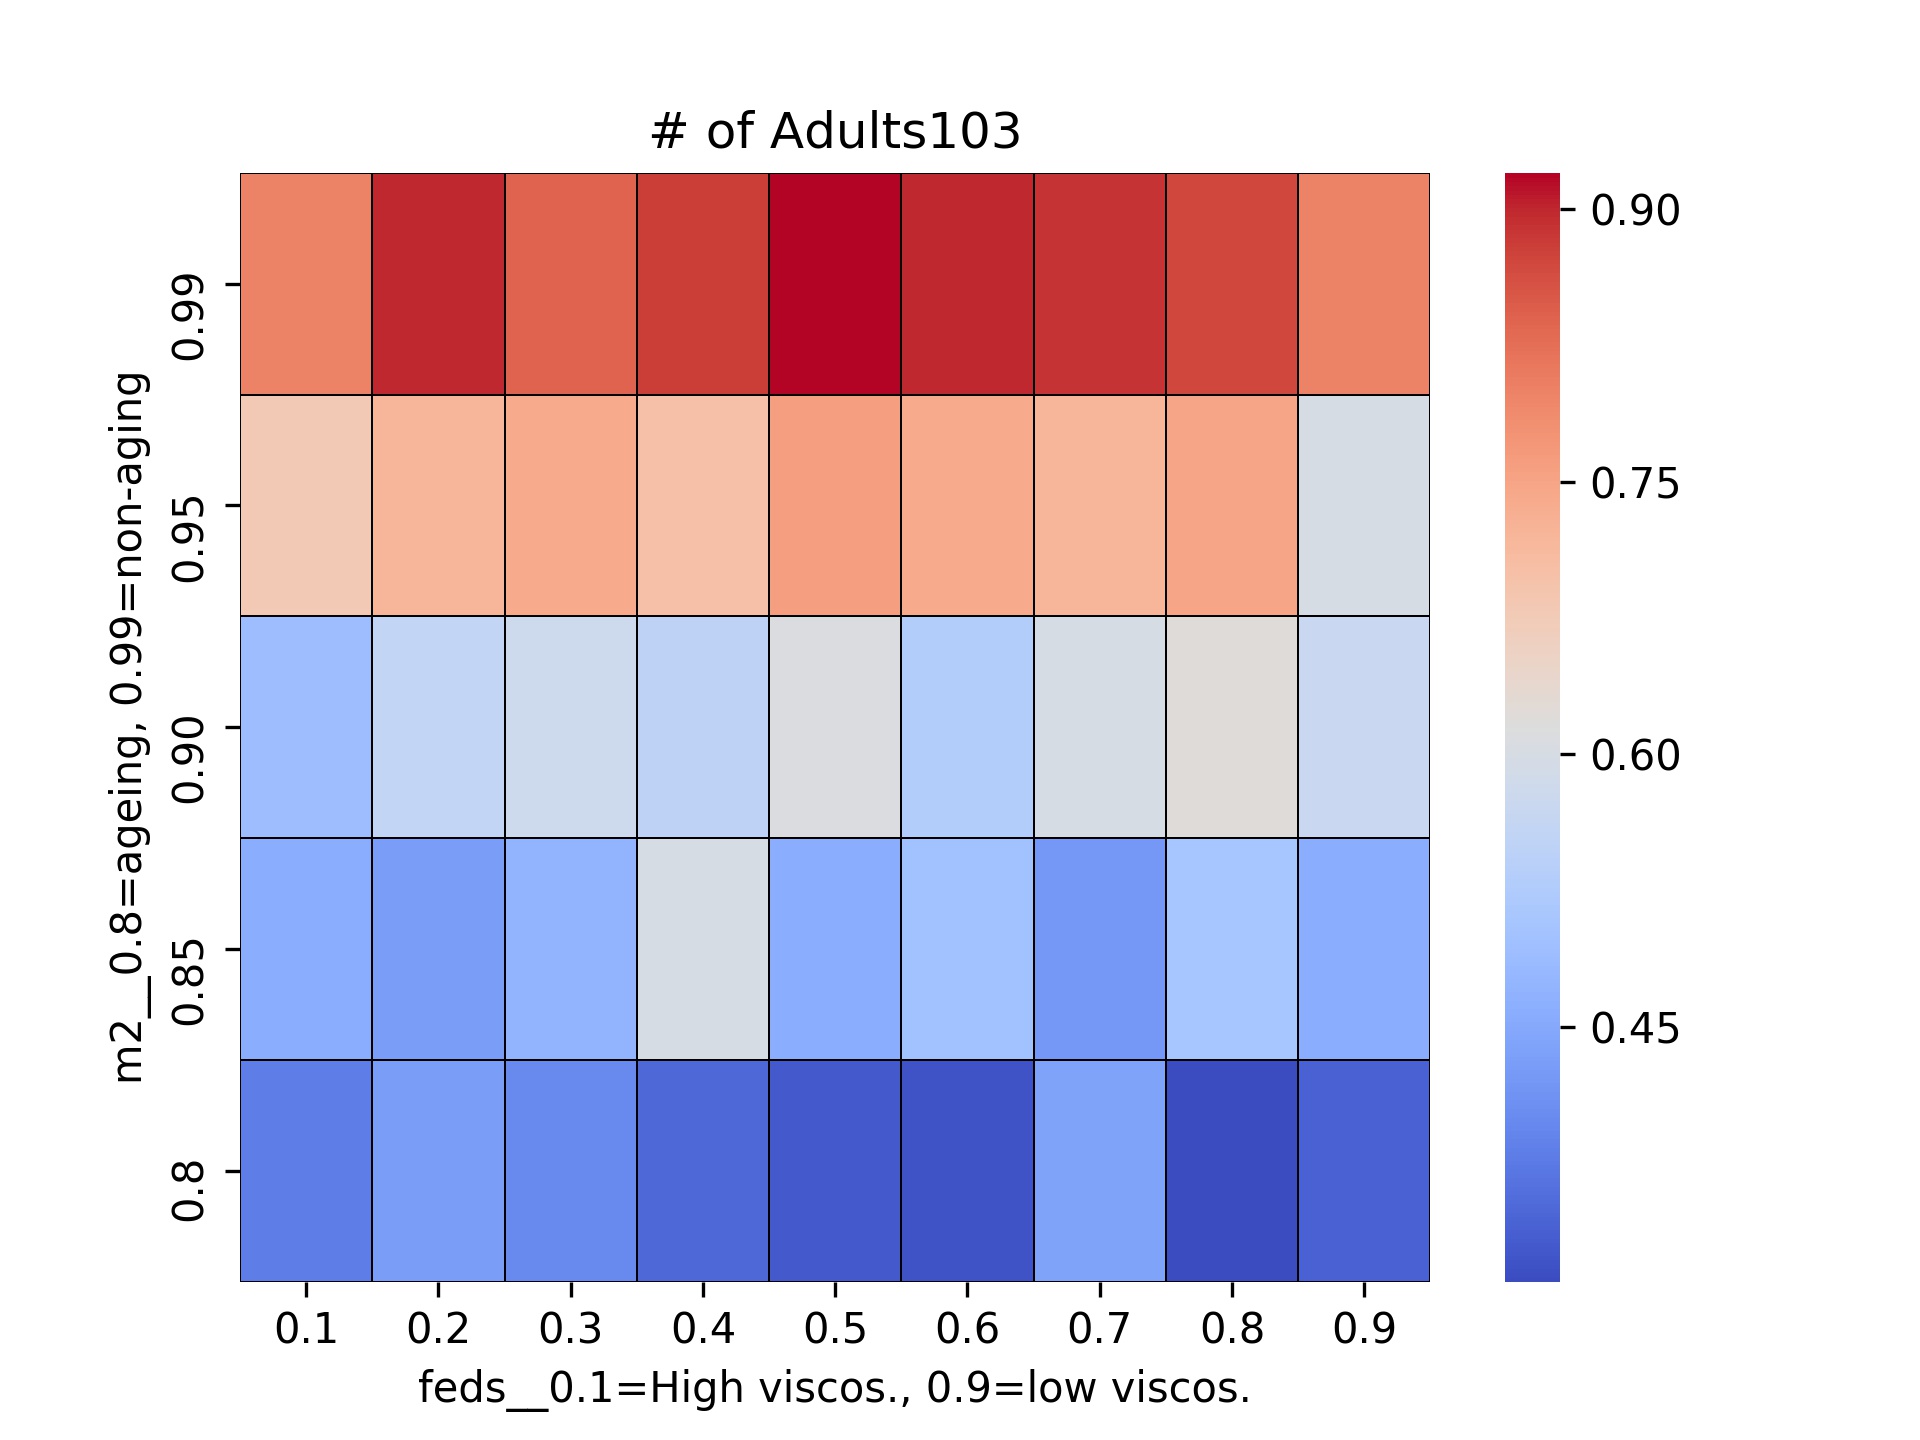 # of Adults103
m2__0.8=ageing, 0.99=non-aging
0.99
0.95
0.90
0.85
0.8
0.1 0.2 0.3 0.4 0.5 0.6 0.7 0.8 0.9
feds__0.1=High viscos., 0.9=low viscos.
0.90
0.75
0.60
0.45